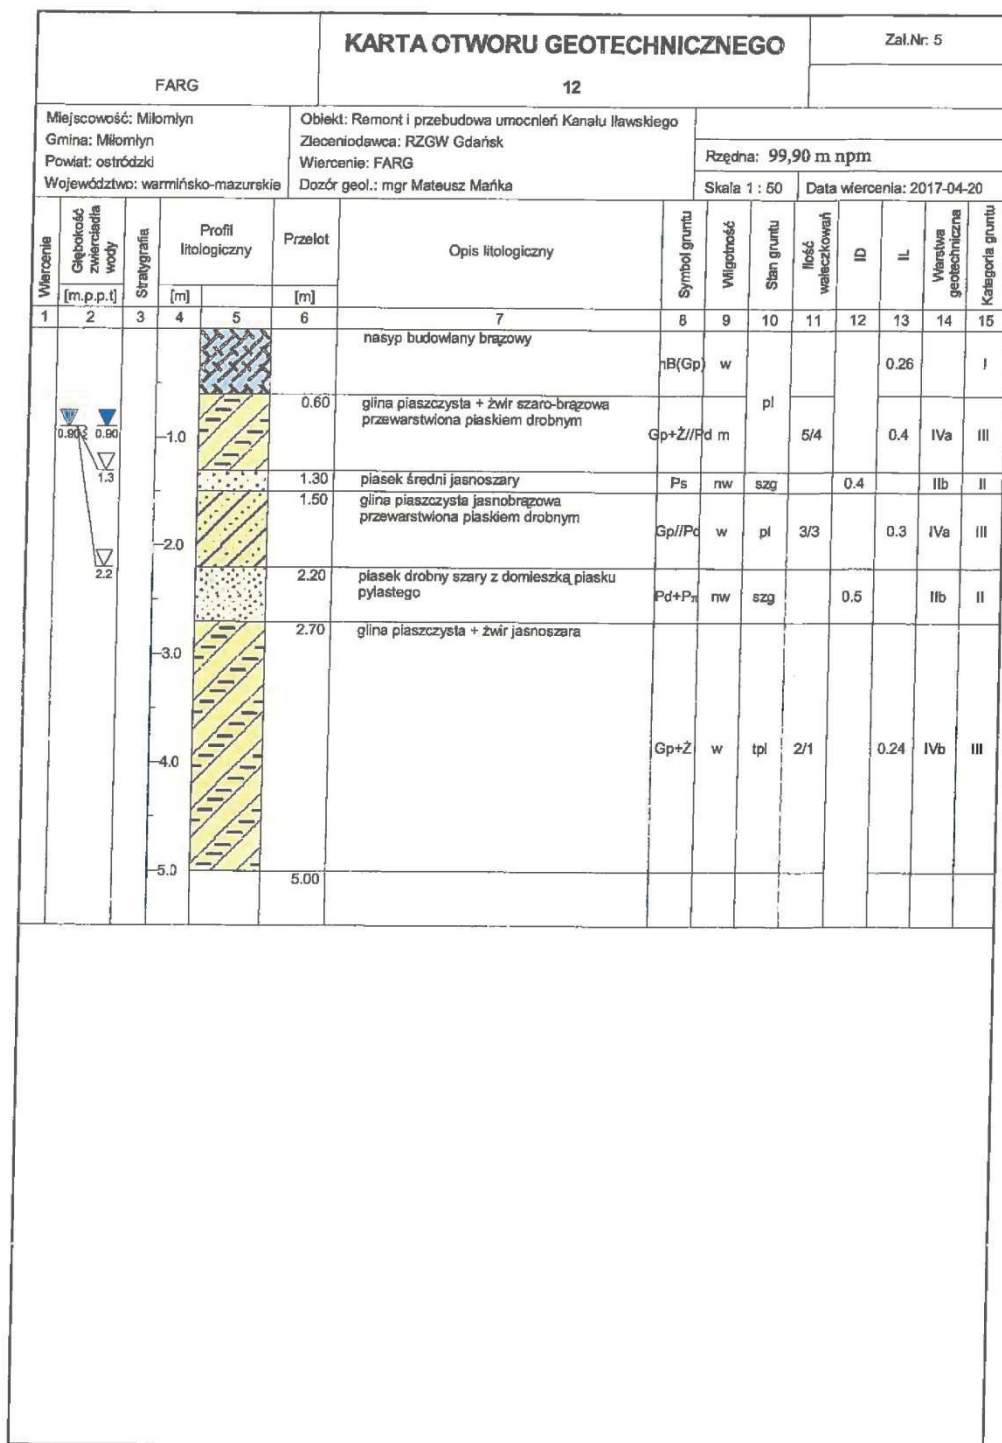 KARTA OTWORU GEOTECHNICZNEGO
Zał.Nr: 5
FARG
12
Miejscowość: Miłomłyn
Gmina: Miłomłyn
Powiat: ostródzki
Województwo: warmińsko-mazurskie
Obiekt: Remont i przebudowa umocnień Kanału Iławskiego
Zleceniodawca: RZGW Gdańsk
Wiercenie: FARG
Dozór geol.: mgr Mateusz Mańka
Rzędna: 99,90 m npm
Skala 1 : 50
Data wiercenia: 2017-04-20
Wiercenie
Głębokość zwierciadła wody
[m.p.p.t]
Stratygrafia
Profil litologiczny
[m]
Przelot
[m]
Opis litologiczny
Symbol gruntu
Wilgotność
Stan gruntu
Ilość wałeczkowań
ID
IL
Warstwa geotechniczna
Kategoria gruntu
1 2 3 4 5 6 7 8 9 10 11 12 13 14 15
nasyp budowlany brązowy
nB(Gp) w 0.26 I
pl
0.60 glina piaszczysta + żwir szaro-brązowa
przewarstwiona piaskiem drobnym
0.90 0.90
1.0
Gp+Ż//Pd m 5/4 0.4 IVa III
1.3
1.30 piasek średni jasnoszary Ps nw szg 0.4 IIb II
1.50 glina piaszczysta jasnobrązowa
przewarstwiona piaskiem drobnym
Gp//Pd w pl 3/3 0.3 IVa III
2.0
2.2
2.20 piasek drobny szary z domieszką piasku
pylastego
Pd+Pπ nw szg 0.5 IIb II
2.70 glina piaszczysta + żwir jasnoszara
3.0
Gp+Ż w tpl 2/1 0.24 IVb III
4.0
5.0
5.00